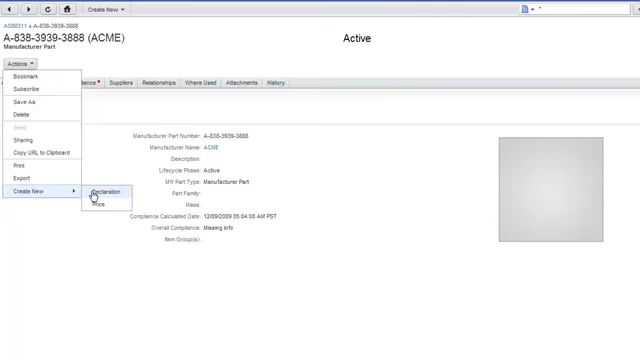 Create New
AS88311 » A-838-3939-3888
A-838-3939-3888 (ACME)
Manufacturer Part
Active
Actions
Bookmark
Subscribe
Save As
Delete
Send
Sharing
Copy URL to Clipboard
Print
Export
Create New
Declaration
Price
Suppliers
Relationships
Where Used
Attachments
History
Manufacturer Part Number: A-838-3939-3888
Manufacturer Name: ACME
Description:
Lifecycle Phase: Active
Mfr Part Type: Manufacturer Part
Part Family:
Mass:
Compliance Calculated Date: 12/09/2009 05:04:08 AM PST
Overall Compliance: Missing Info
Item Group(s):